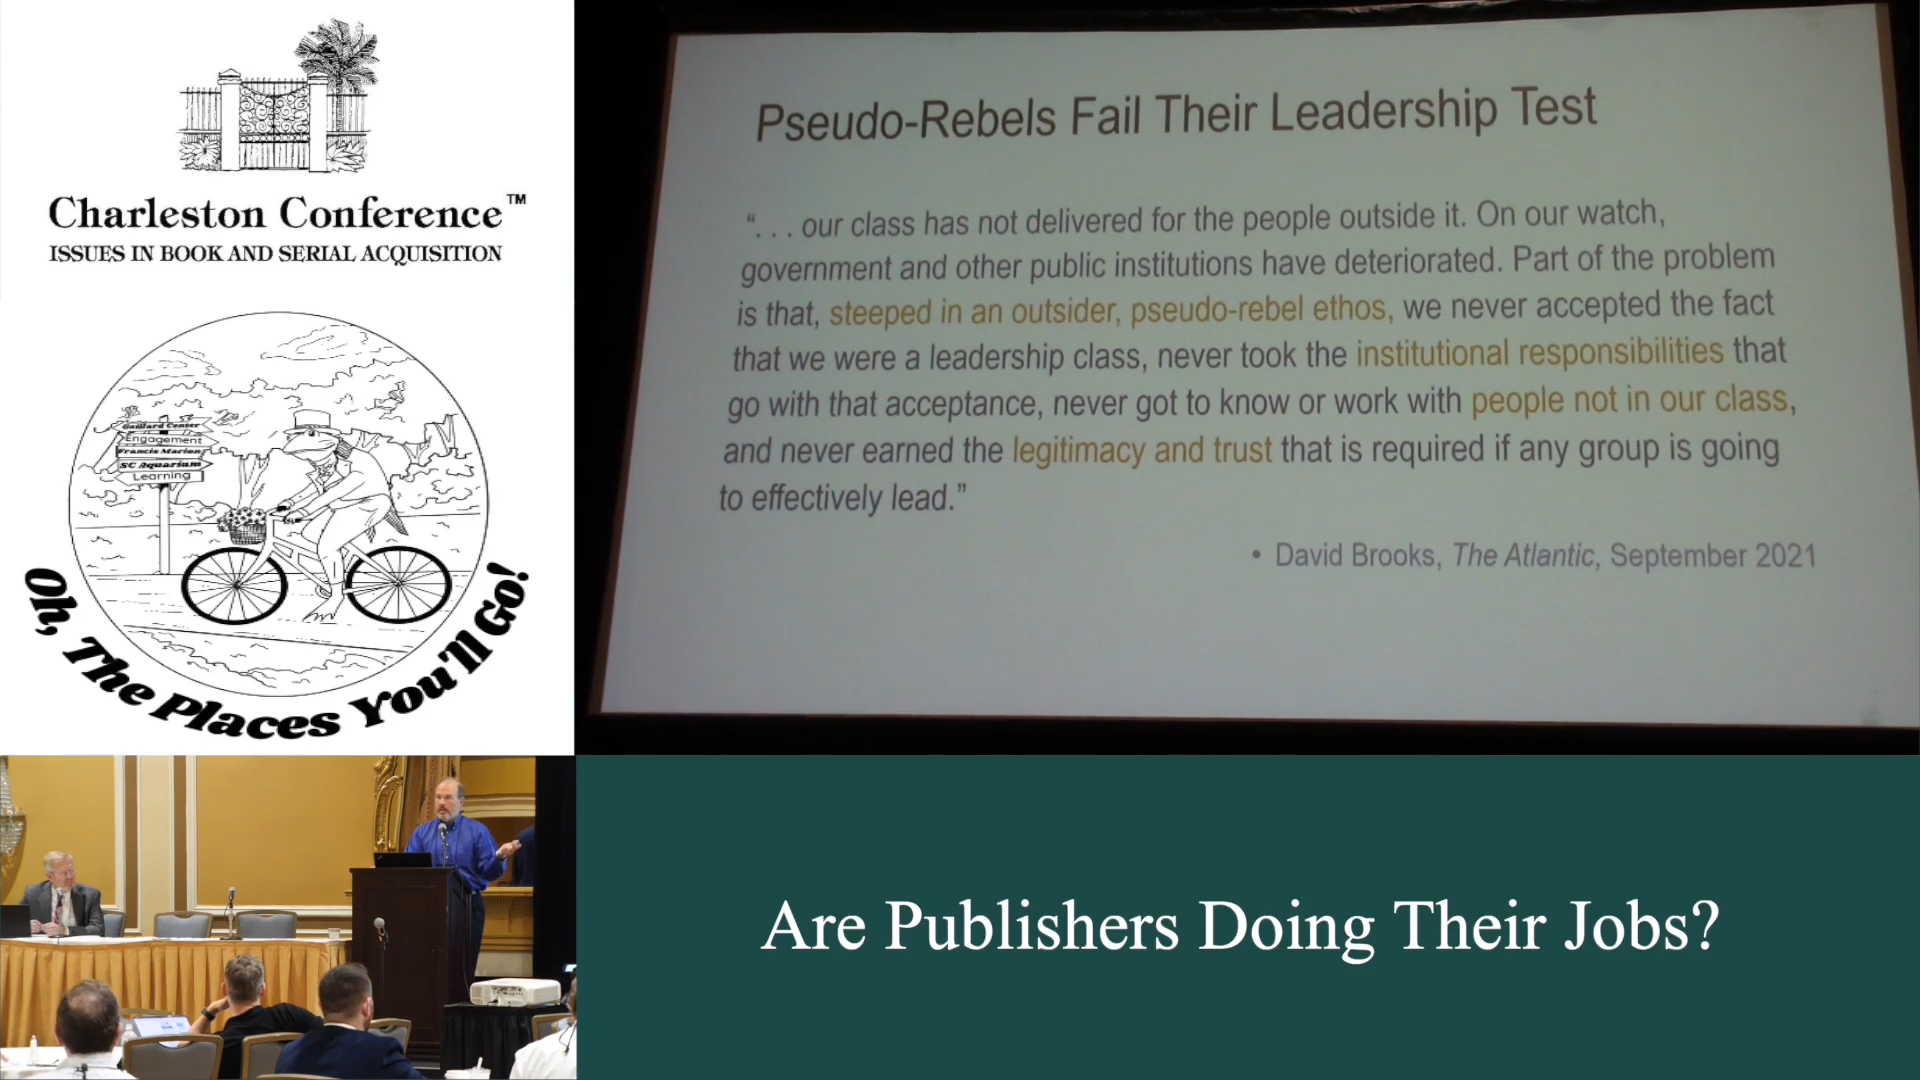 Charleston Conference™
ISSUES IN BOOK AND SERIAL ACQUISITION
Gaillard Center
Engagement
Francis Marion
SC Aquarium
Learning
Oh, The Places You'll Go!
Pseudo-Rebels Fail Their Leadership Test
“. . . our class has not delivered for the people outside it. On our watch,
government and other public institutions have deteriorated. Part of the problem
is that, steeped in an outsider, pseudo-rebel ethos, we never accepted the fact
that we were a leadership class, never took the institutional responsibilities that
go with that acceptance, never got to know or work with people not in our class,
and never earned the legitimacy and trust that is required if any group is going
to effectively lead.”
• David Brooks, The Atlantic, September 2021
Are Publishers Doing Their Jobs?